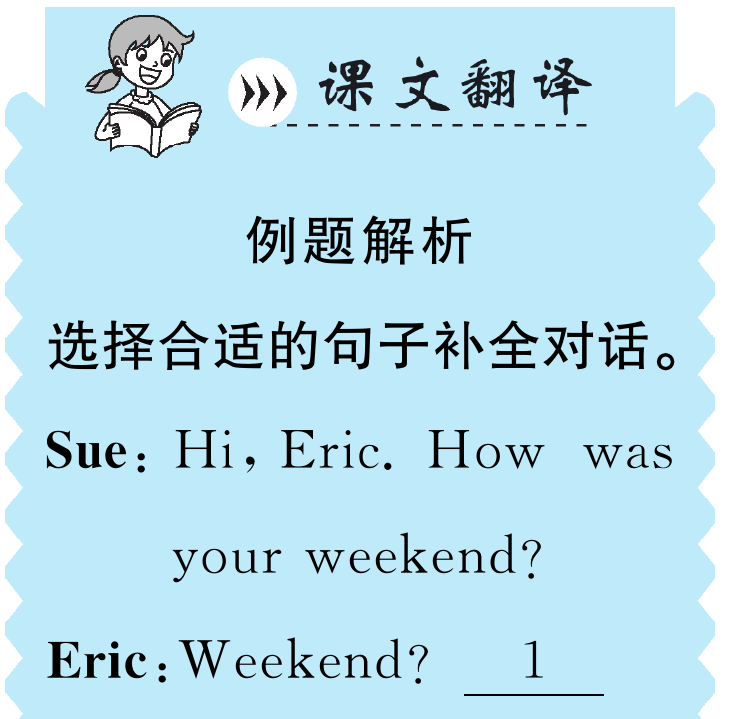 课文翻译
例题解析
选择合适的句子补全对话。
Sue: Hi, Eric. How was
your weekend?
Eric: Weekend? 1